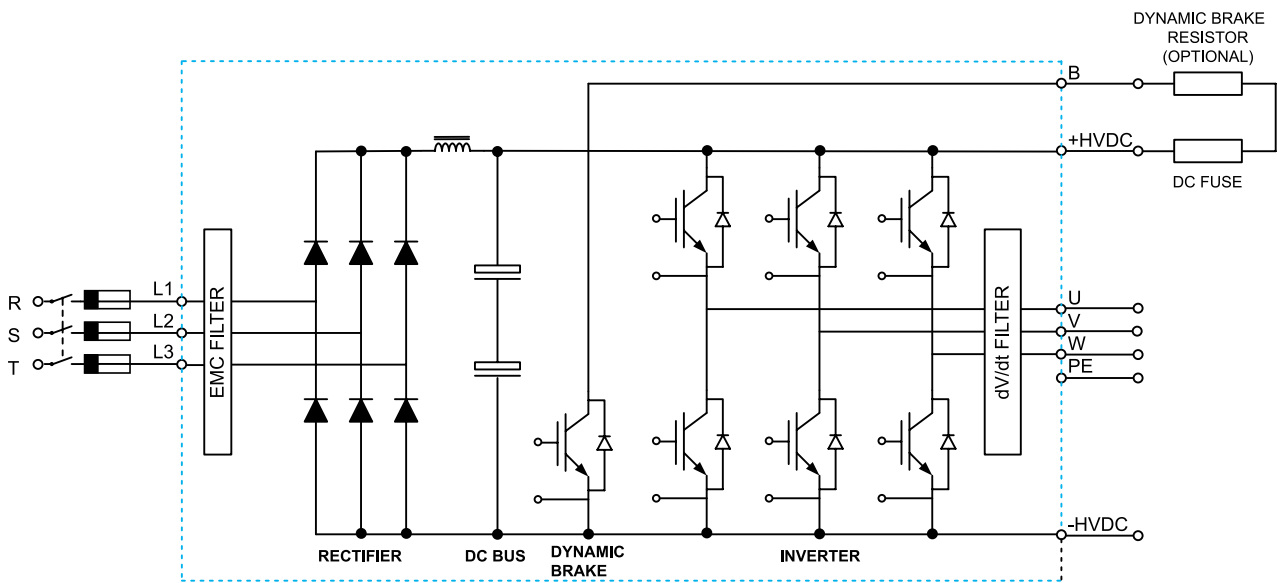 DYNAMIC BRAKE
RESISTOR
(OPTIONAL)
B
+HVDC
DC FUSE
R
L1
S
L2
T
L3
EMC FILTER
dV/dt FILTER
U
V
W
PE
-HVDC
RECTIFIER
DC BUS
DYNAMIC
BRAKE
INVERTER